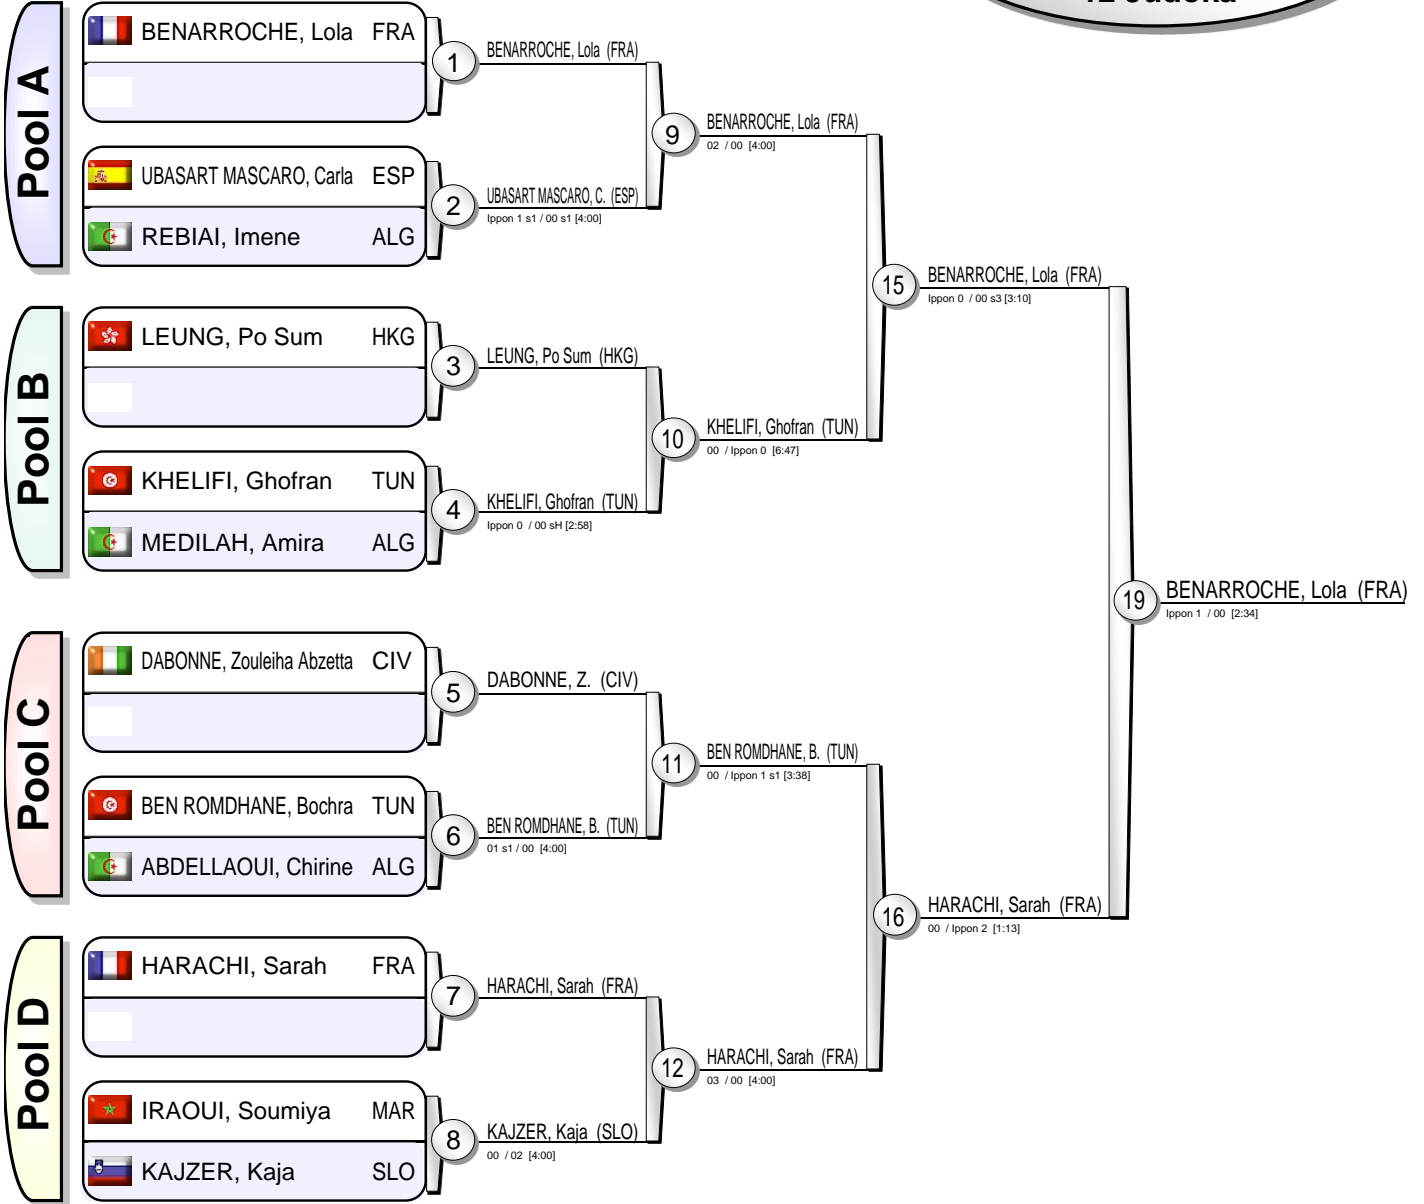 12 Judoka
Pool A
BENARROCHE, Lola FRA
UBASART MASCARO, Carla ESP
REBIAI, Imene ALG
1
BENARROCHE, Lola (FRA)
2
UBASART MASCARO, C. (ESP)
Ippon 1 s1 / 00 s1 [4:00]
9
BENARROCHE, Lola (FRA)
02 / 00 [4:00]
Pool B
LEUNG, Po Sum HKG
KHELIFI, Ghofran TUN
MEDILAH, Amira ALG
3
LEUNG, Po Sum (HKG)
4
KHELIFI, Ghofran (TUN)
Ippon 0 / 00 sH [2:58]
10
KHELIFI, Ghofran (TUN)
00 / Ippon 0 [6:47]
15
BENARROCHE, Lola (FRA)
Ippon 0 / 00 s3 [3:10]
Pool C
DABONNE, Zouleiha Abzetta CIV
BEN ROMDHANE, Bochra TUN
ABDELLAOUI, Chirine ALG
5
DABONNE, Z. (CIV)
6
BEN ROMDHANE, B. (TUN)
01 s1 / 00 [4:00]
11
BEN ROMDHANE, B. (TUN)
00 / Ippon 1 s1 [3:38]
Pool D
HARACHI, Sarah FRA
IRAOUI, Soumiya MAR
KAJZER, Kaja SLO
7
HARACHI, Sarah (FRA)
8
KAJZER, Kaja (SLO)
00 / 02 [4:00]
12
HARACHI, Sarah (FRA)
03 / 00 [4:00]
16
HARACHI, Sarah (FRA)
00 / Ippon 2 [1:13]
19
BENARROCHE, Lola (FRA)
Ippon 1 / 00 [2:34]